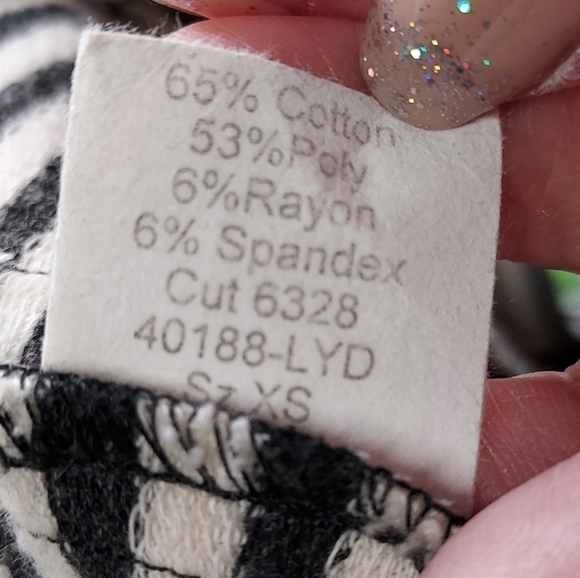 65% Cotton
53%Poly
6%Rayon
6% Spandex
Cut 6328
40188-LYD
Sz XS